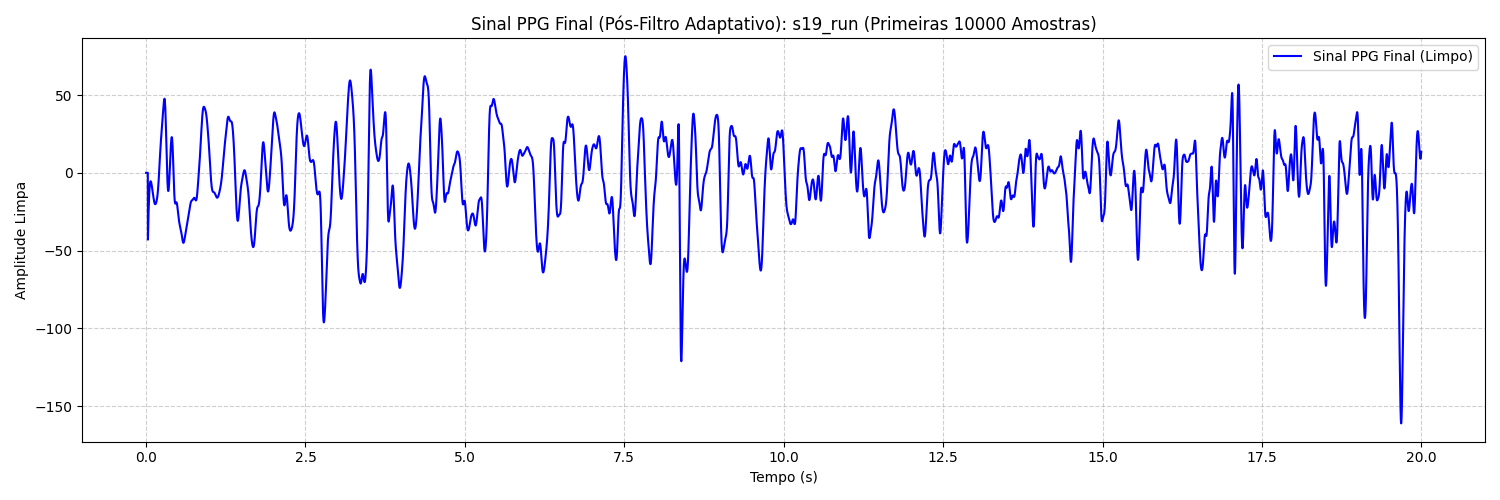 Sinal PPG Final (Pós-Filtro Adaptativo): s19_run (Primeiras 10000 Amostras)
Sinal PPG Final (Limpo)
Amplitude Limpa
50
0
−50
−100
−150
0.0 2.5 5.0 7.5 10.0 12.5 15.0 17.5 20.0
Tempo (s)